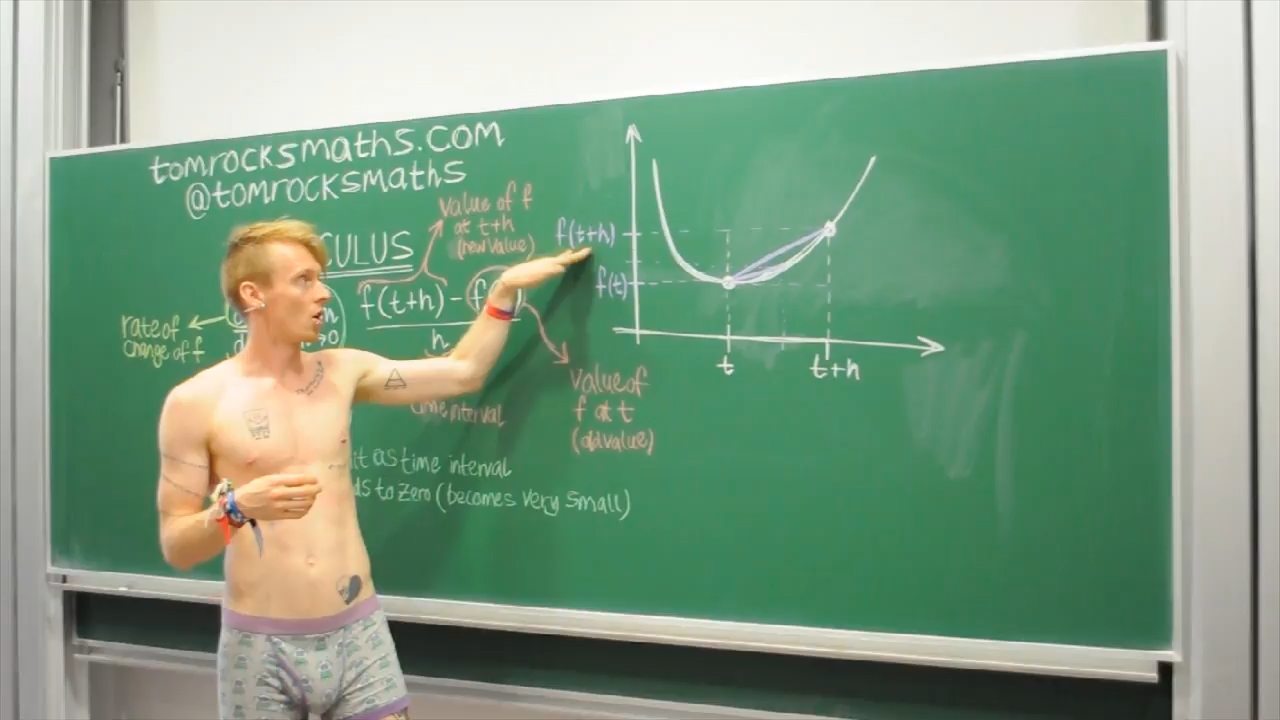 tomrocksmaths.com
@tomrocksmaths
CULUS
value of f
at t+h
(new value)
rate of
change of f
f(t+h) - f
h
time interval
value of
f at t
(old value)
it as time interval
ds to zero (becomes very small)
f(t+h)
f(t)
t
t+h